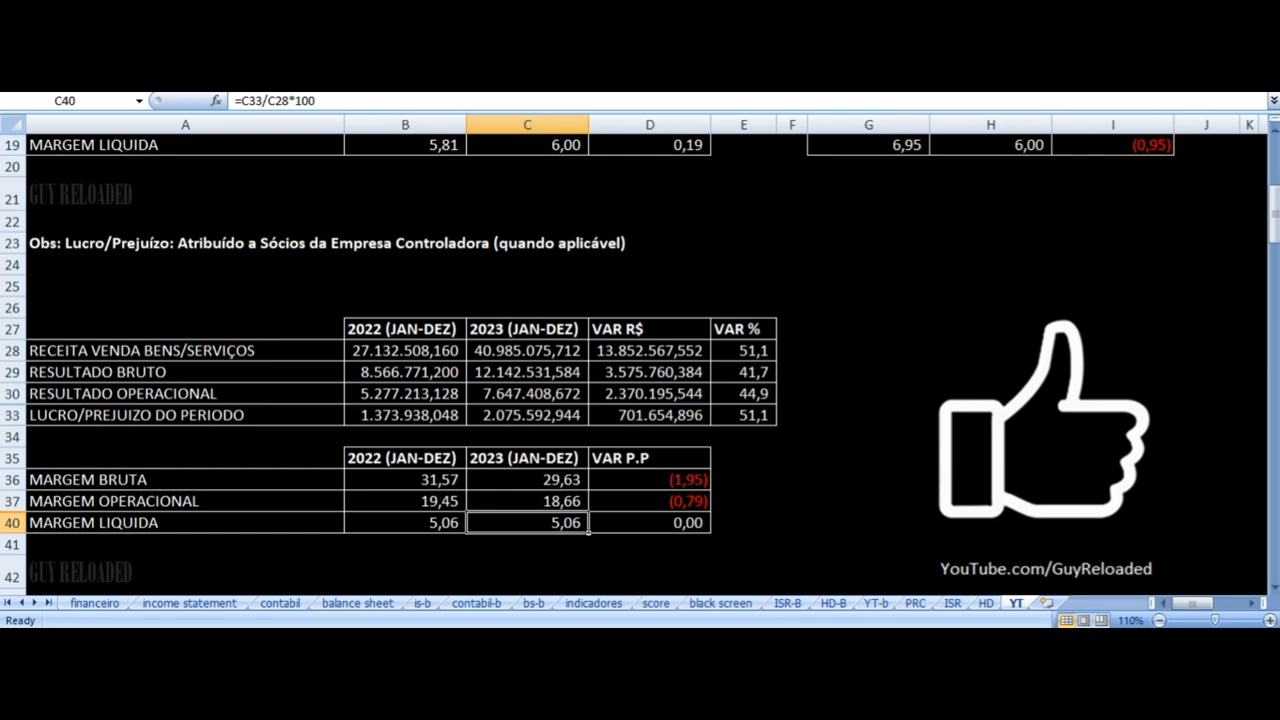 C40 fx =C33/C28*100
A B C D E F G H I J K
19 MARGEM LIQUIDA 5,81 6,00 0,19 6,95 6,00 (0,95)
20
21 GUY RELOADED
22
23 Obs: Lucro/Prejuízo: Atribuído a Sócios da Empresa Controladora (quando aplicável)
24
25
26
27 2022 (JAN-DEZ) 2023 (JAN-DEZ) VAR R$ VAR %
28 RECEITA VENDA BENS/SERVIÇOS 27.132.508,160 40.985.075,712 13.852.567,552 51,1
29 RESULTADO BRUTO 8.566.771,200 12.142.531,584 3.575.760,384 41,7
30 RESULTADO OPERACIONAL 5.277.213,128 7.647.408,672 2.370.195,544 44,9
33 LUCRO/PREJUIZO DO PERIODO 1.373.938,048 2.075.592,944 701.654,896 51,1
34
35 2022 (JAN-DEZ) 2023 (JAN-DEZ) VAR P.P
36 MARGEM BRUTA 31,57 29,63 (1,95)
37 MARGEM OPERACIONAL 19,45 18,66 (0,79)
40 MARGEM LIQUIDA 5,06 5,06 0,00
41
42 GUY RELOADED
YouTube.com/GuyReloaded
financeiro income statement contabil balance sheet is-b contabil-b bs-b indicadores score black screen ISR-B HD-B YT-b PRC ISR HD YT
Ready 110%